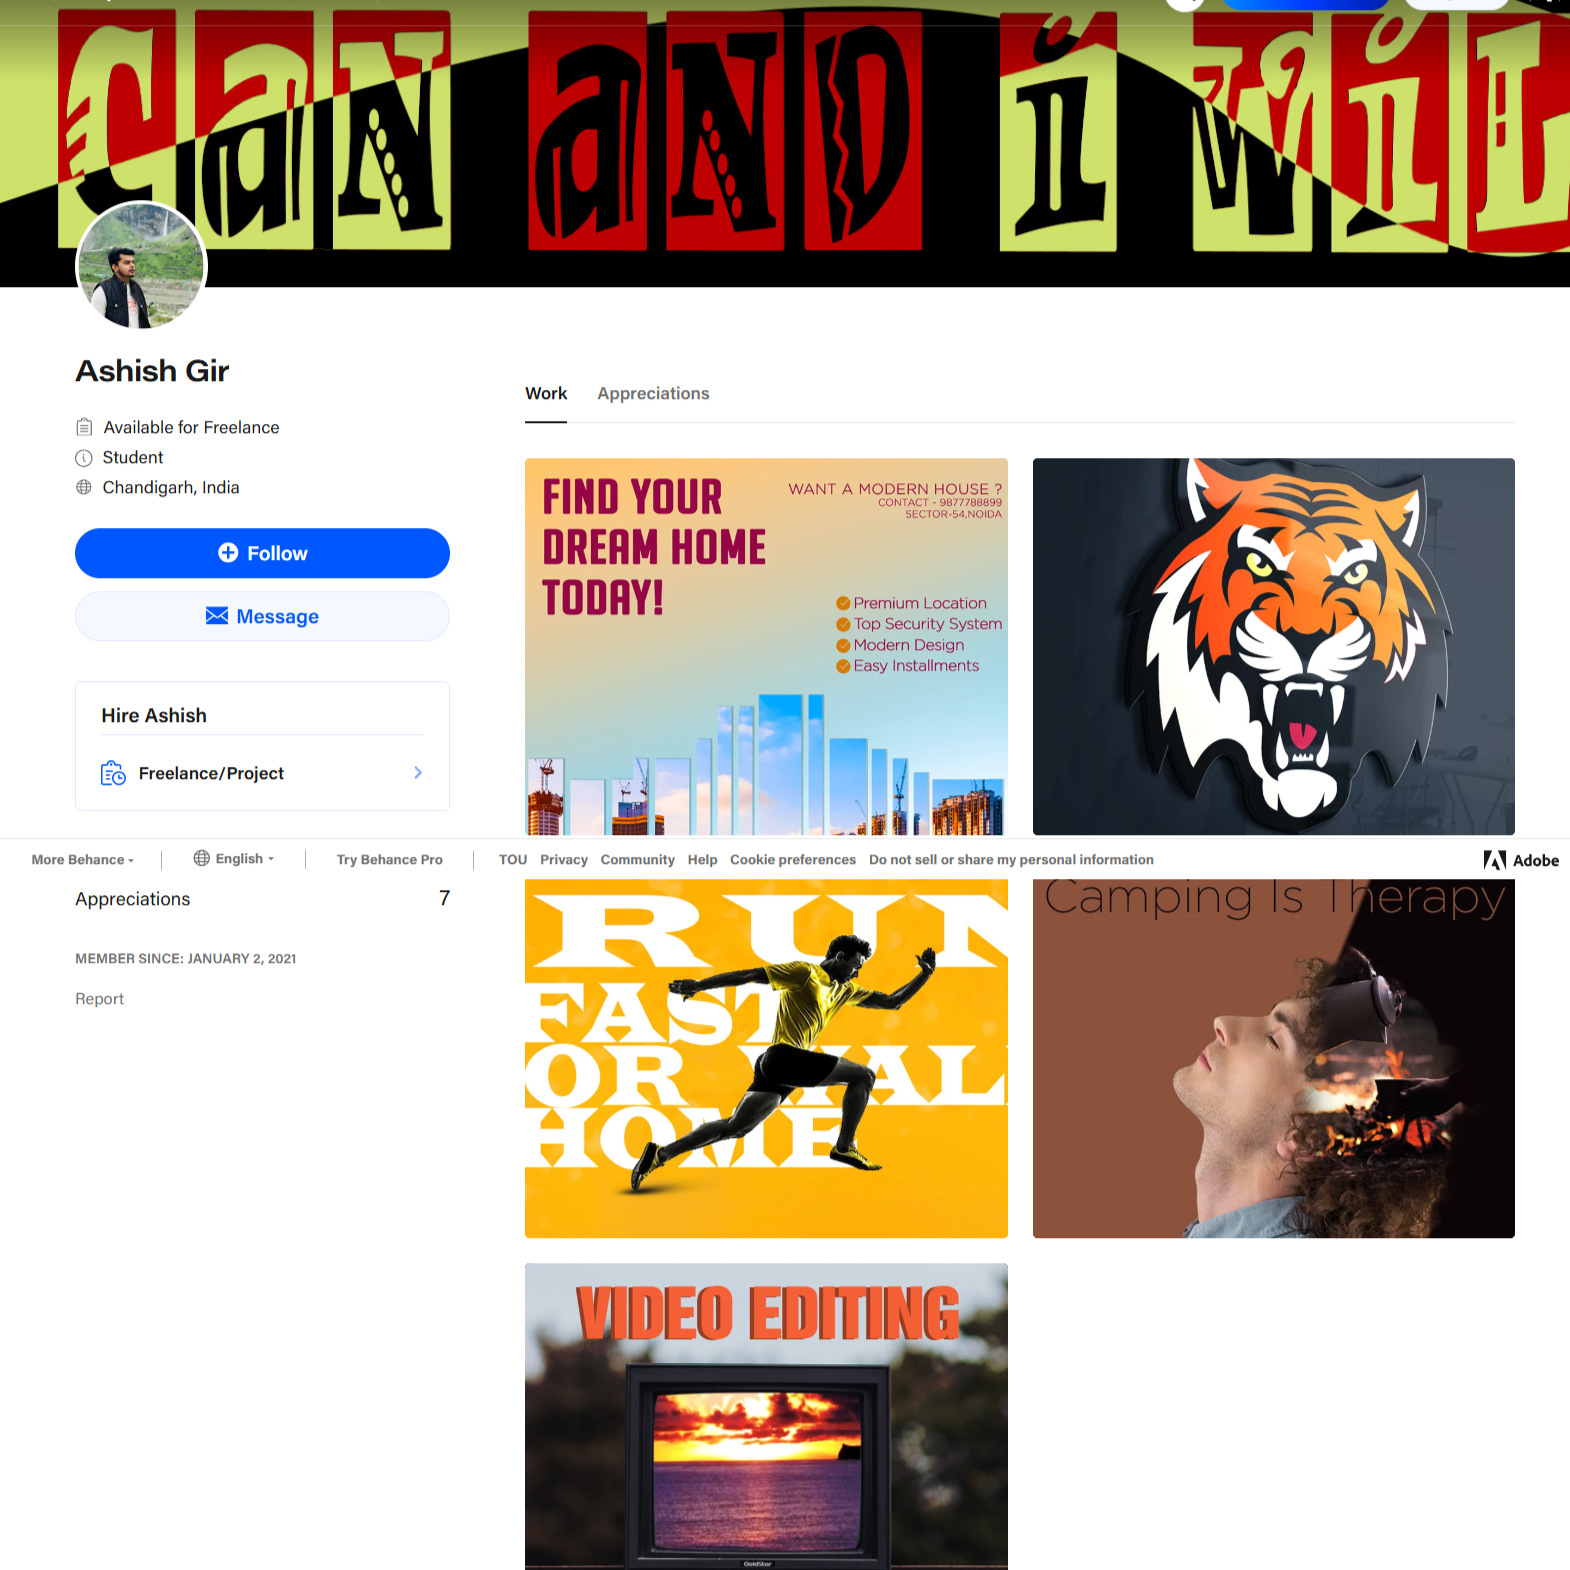 CaN aND i WiL
Ashish Gir
Available for Freelance
Student
Chandigarh, India
Follow
Message
Hire Ashish
Freelance/Project
Work
Appreciations
FIND YOUR
DREAM HOME
TODAY!
WANT A MODERN HOUSE ?
CONTACT - 9877788899
SECTOR-54,NOIDA
Premium Location
Top Security System
Modern Design
Easy Installments
More Behance
English
Try Behance Pro
TOU
Privacy
Community
Help
Cookie preferences
Do not sell or share my personal information
Adobe
Appreciations
7
MEMBER SINCE: JANUARY 2, 2021
Report
RUN
FAST
OR WAL
HOME
Camping Is Therapy
VIDEO EDITING
GoldStar